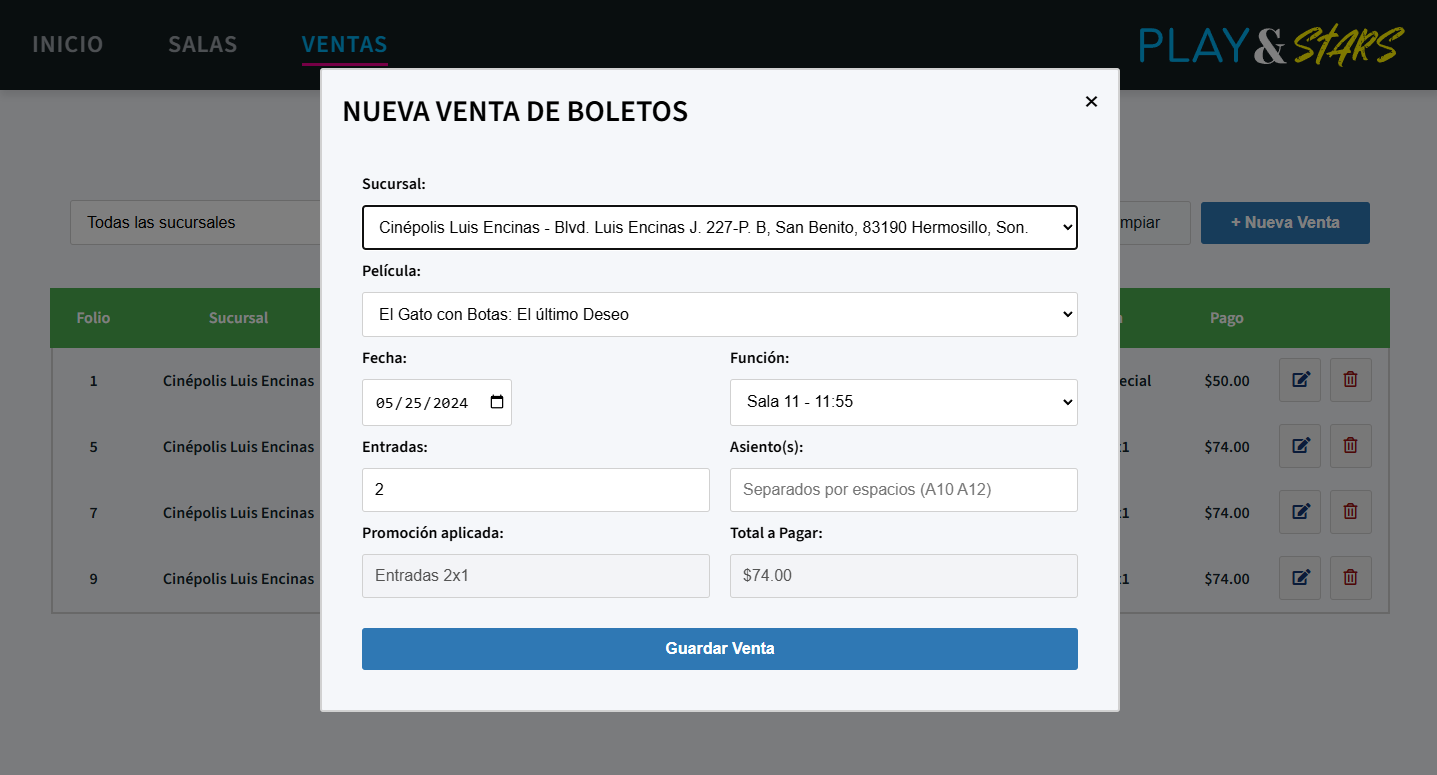 INICIO SALAS VENTAS PLAY&STARS
NUEVA VENTA DE BOLETOS ×
Sucursal:
Todas las sucursales
Cinépolis Luis Encinas - Blvd. Luis Encinas J. 227-P. B, San Benito, 83190 Hermosillo, Son.
mpiar
+ Nueva Venta
Película:
El Gato con Botas: El último Deseo
Folio Sucursal Pago
Fecha: Función:
1 Cinépolis Luis Encinas ecial $50.00
05/25/2024 Sala 11 - 11:55
Entradas: Asiento(s):
5 Cinépolis Luis Encinas $74.00
2 Separados por espacios (A10 A12)
7 Cinépolis Luis Encinas $74.00
Promoción aplicada: Total a Pagar:
Entradas 2x1 $74.00
9 Cinépolis Luis Encinas $74.00
Guardar Venta